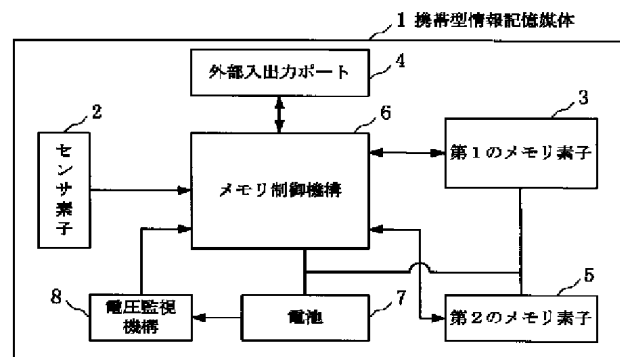 1 携帯型情報記憶媒体
外部入出力ポート
4
2
6
3
センサ素子
メモリ制御機構
第1のメモリ素子
8
電圧監視
機構
電池
7
5
第2のメモリ素子